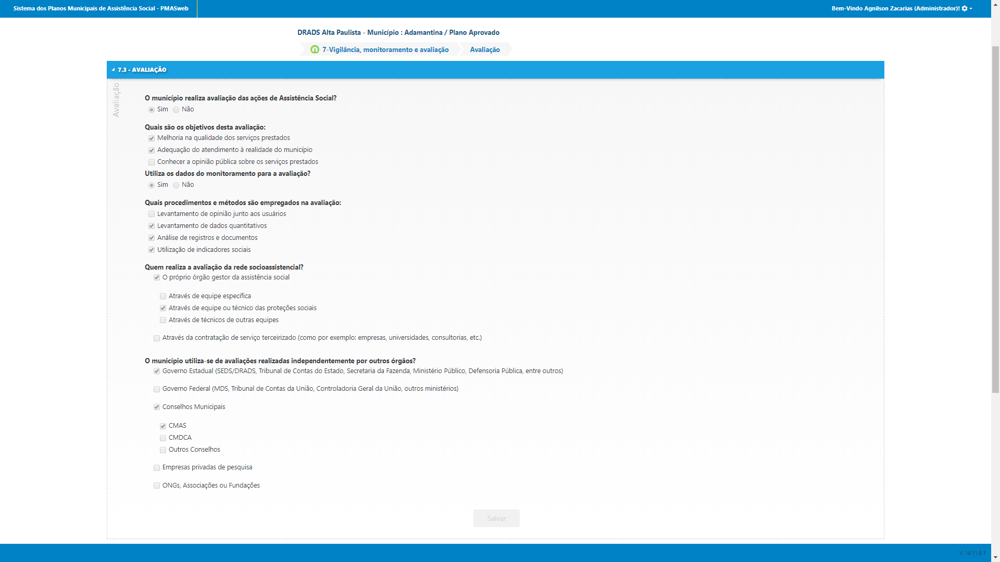 Sistema dos Planos Municipais de Assistência Social - PMASweb
Bem-Vindo Agnilson Zacarias (Administrador)!
DRADS Alta Paulista - Município : Adamantina / Plano Aprovado
7-Vigilância, monitoramento e avaliação
Avaliação
7.3 - AVALIAÇÃO
Avaliação
O município realiza avaliação das ações de Assistência Social?
Sim Não
Quais são os objetivos desta avaliação:
Melhoria na qualidade dos serviços prestados
Adequação do atendimento à realidade do município
Conhecer a opinião pública sobre os serviços prestados
Utiliza os dados do monitoramento para a avaliação?
Sim Não
Quais procedimentos e métodos são empregados na avaliação:
Levantamento de opinião junto aos usuários
Levantamento de dados quantitativos
Análise de registros e documentos
Utilização de indicadores sociais
Quem realiza a avaliação da rede socioassistencial?
O próprio órgão gestor da assistência social
Através de equipe específica
Através de equipe ou técnico das proteções sociais
Através de técnicos de outras equipes
Através da contratação de serviço terceirizado (como por exemplo: empresas, universidades, consultorias, etc.)
O município utiliza-se de avaliações realizadas independentemente por outros órgãos?
Governo Estadual (SEDS/DRADS, Tribunal de Contas do Estado, Secretaria da Fazenda, Ministério Público, Defensoria Pública, entre outros)
Governo Federal (MDS, Tribunal de Contas da União, Controladoria Geral da União, outros ministérios)
Conselhos Municipais
CMAS
CMDCA
Outros Conselhos
Empresas privadas de pesquisa
ONGs, Associações ou Fundações
Salvar
V. 19.11.8.1